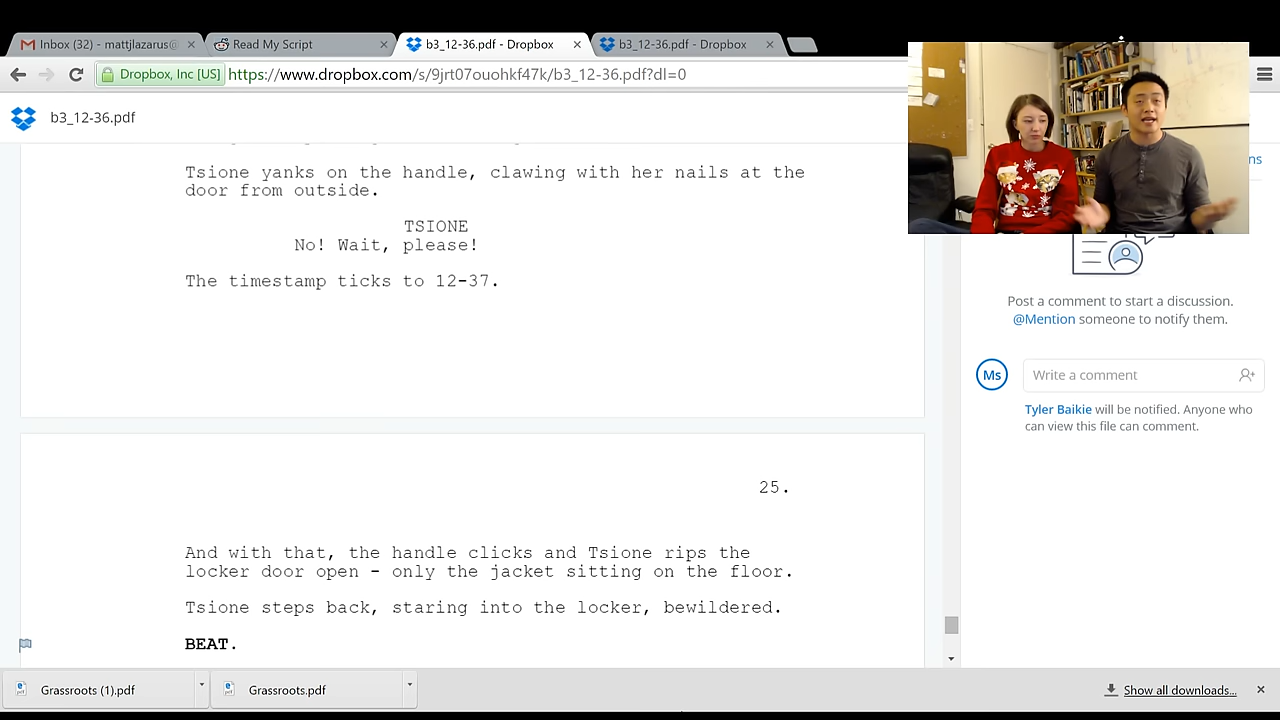 Inbox (32) - mattjlazarus@
Read My Script
b3_12-36.pdf - Dropbox
b3_12-36.pdf - Dropbox
Dropbox, Inc [US]
https://www.dropbox.com/s/9jrt07ouohkf47k/b3_12-36.pdf?dl=0
b3_12-36.pdf
ns
Tsione yanks on the handle, clawing with her nails at the
door from outside.
TSIONE
No! Wait, please!
The timestamp ticks to 12-37.
Post a comment to start a discussion.
@Mention someone to notify them.
Ms
Write a comment
Tyler Baikie will be notified. Anyone who
can view this file can comment.
25.
And with that, the handle clicks and Tsione rips the
locker door open - only the jacket sitting on the floor.
Tsione steps back, staring into the locker, bewildered.
BEAT.
Grassroots (1).pdf
Grassroots.pdf
Show all downloads...